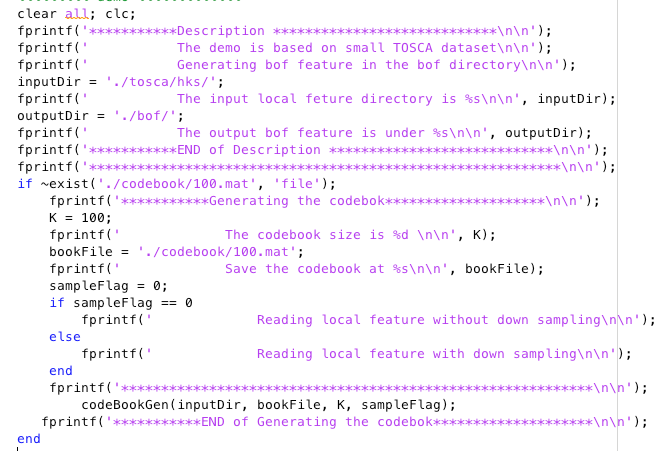 clear all; clc;
fprintf('***********Description ****************************\n\n');
fprintf('           The demo is based on small TOSCA dataset\n\n');
fprintf('           Generating bof feature in the bof directory\n\n');
inputDir = './tosca/hks/';
fprintf('           The input local feture directory is %s\n\n', inputDir);
outputDir = './bof/';
fprintf('           The output bof feature is under %s\n\n', outputDir);
fprintf('***********END of Description ****************************\n\n');
fprintf('***********************************************************\n\n');
if ~exist('./codebook/100.mat', 'file');
    fprintf('***********Generating the codebok********************\n\n');
    K = 100;
    fprintf('             The codebook size is %d \n\n', K);
    bookFile = './codebook/100.mat';
    fprintf('             Save the codebook at %s\n\n', bookFile);
    sampleFlag = 0;
    if sampleFlag == 0
        fprintf('             Reading local feature without down sampling\n\n');
    else
        fprintf('             Reading local feature with down sampling\n\n');
    end
    fprintf('***********************************************************\n\n');
        codeBookGen(inputDir, bookFile, K, sampleFlag);
   fprintf('***********END of Generating the codebok********************\n\n');
end